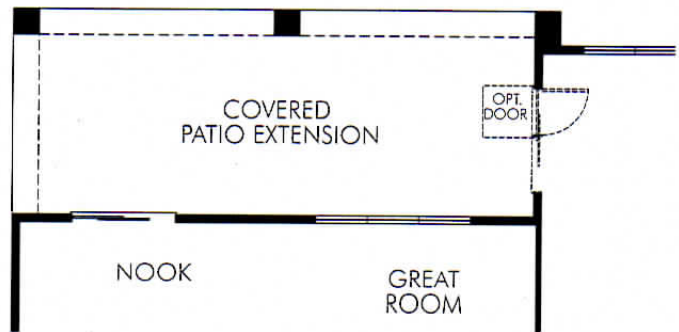 COVERED
PATIO EXTENSION
OPT.
DOOR
NOOK
GREAT
ROOM